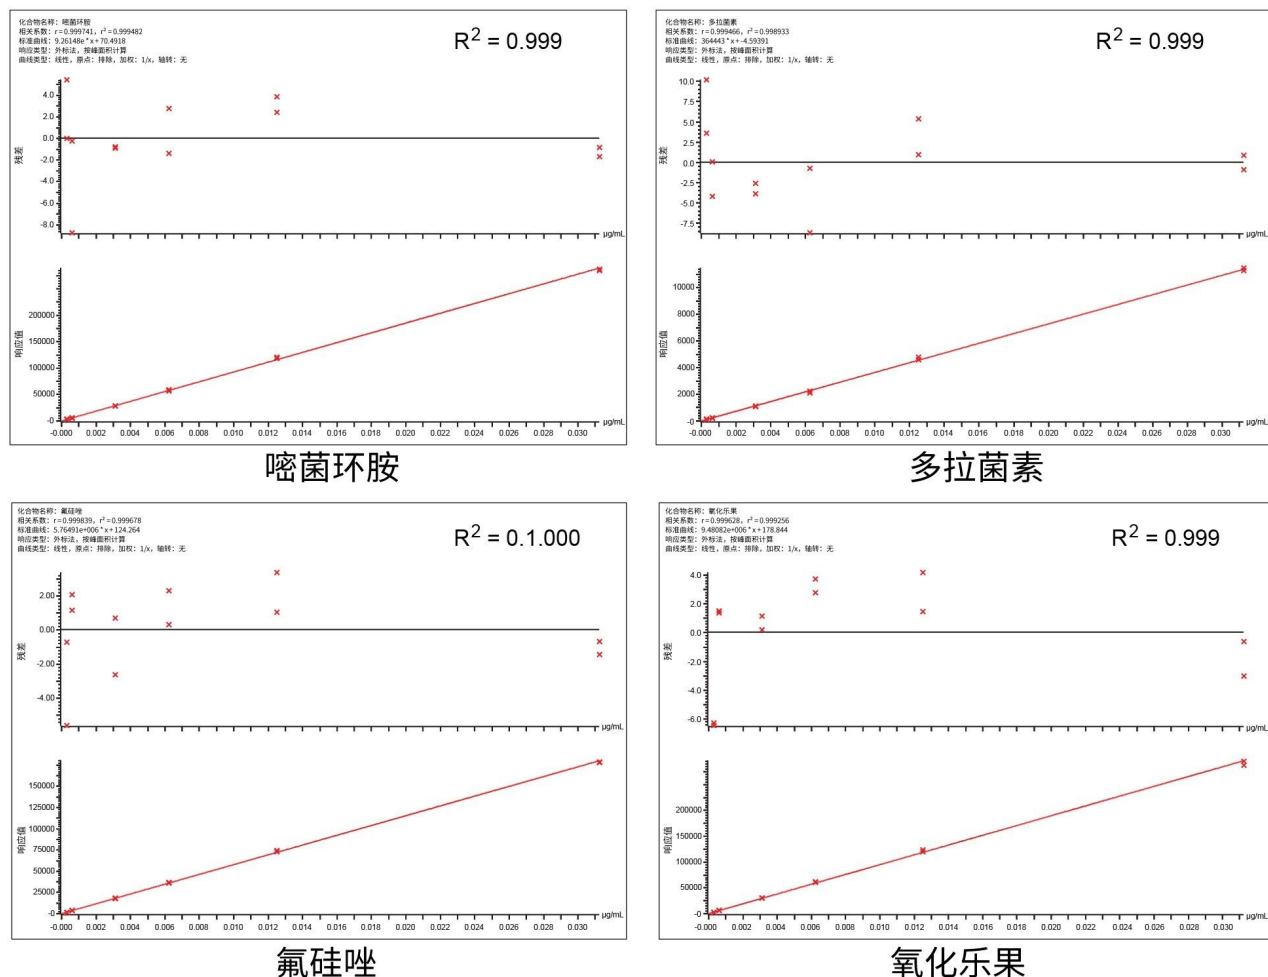 化合物名称：嘧菌环胺
相关系数：r=0.999741，r²=0.999482
标准曲线：9.26148e*x+70.4918
响应类型：外标法，按峰面积计算
曲线类型：线性，原点：排除，加权：1/x，轴转：无
R² = 0.999
4.0
2.0
0.0
-2.0
-4.0
-6.0
-8.0
残差
μg/mL
200000
150000
100000
50000
-0
响应值
-0.000 0.002 0.004 0.006 0.008 0.010 0.012 0.014 0.016 0.018 0.020 0.022 0.024 0.026 0.028 0.030
μg/mL
嘧菌环胺
化合物名称：多拉菌素
相关系数：r=0.999466，r²=0.998933
标准曲线：364443*x+-4.59391
响应类型：外标法，按峰面积计算
曲线类型：线性，原点：排除，加权：1/x，轴转：无
R² = 0.999
10.0
7.5
5.0
2.5
0.0
-2.5
-5.0
-7.5
残差
μg/mL
10000
8000
6000
4000
2000
-0
响应值
-0.000 0.002 0.004 0.006 0.008 0.010 0.012 0.014 0.016 0.018 0.020 0.022 0.024 0.026 0.028 0.030
μg/mL
多拉菌素
化合物名称：氟硅唑
相关系数：r=0.999839，r²=0.999678
标准曲线：5.76491e+006*x+124.264
响应类型：外标法，按峰面积计算
曲线类型：线性，原点：排除，加权：1/x，轴转：无
R² = 0.1.000
2.00
0.00
-2.00
-4.00
残差
μg/mL
150000
125000
100000
75000
50000
25000
-0
响应值
-0.000 0.002 0.004 0.006 0.008 0.010 0.012 0.014 0.016 0.018 0.020 0.022 0.024 0.026 0.028 0.030
μg/mL
氟硅唑
化合物名称：氧化乐果
相关系数：r=0.999628，r²=0.999256
标准曲线：9.48082e+006*x+178.844
响应类型：外标法，按峰面积计算
曲线类型：线性，原点：排除，加权：1/x，轴转：无
R² = 0.999
4.0
2.0
0.0
-2.0
-4.0
-6.0
残差
μg/mL
200000
150000
100000
50000
-0
响应值
-0.000 0.002 0.004 0.006 0.008 0.010 0.012 0.014 0.016 0.018 0.020 0.022 0.024 0.026 0.028 0.030
μg/mL
氧化乐果